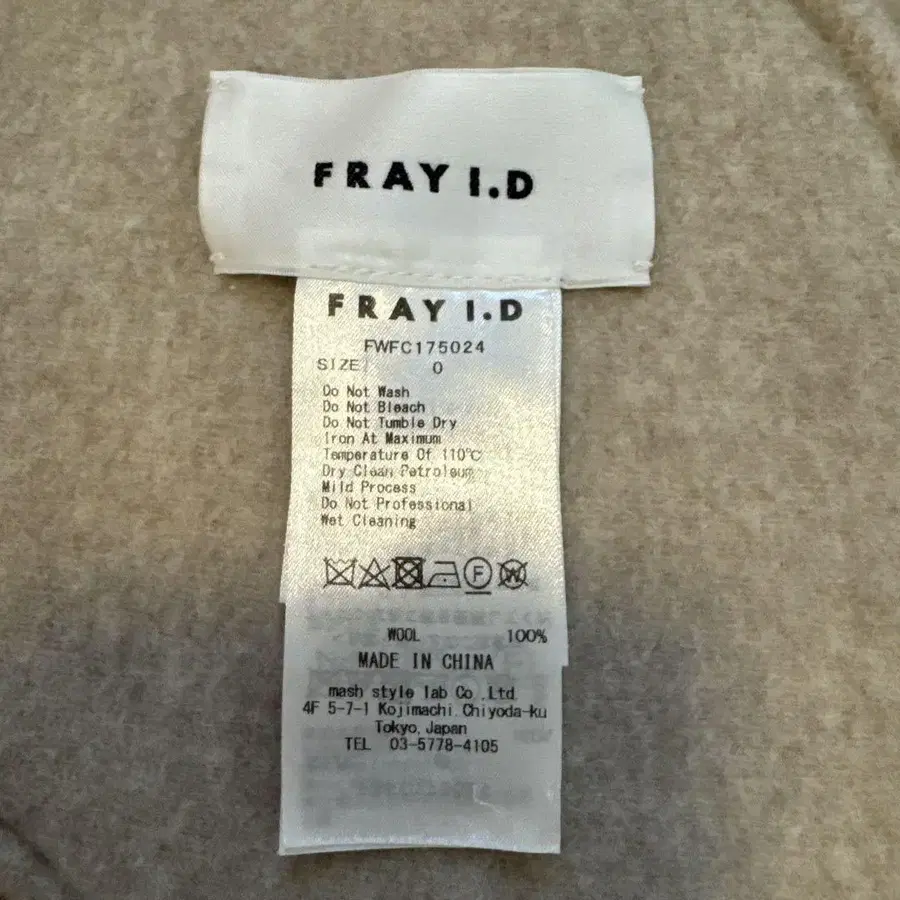 FRAY I.D
FRAY I.D
FWFC175024
SIZE/ 0
Do Not Wash
Do Not Bleach
Do Not Tumble Dry
Iron At Maximum
Temperature Of 110℃
Dry Clean Petroleum
Mild Process
Do Not Professional
Wet Cleaning
F W
WOOL 100%
MADE IN CHINA
mash style lab Co.,Ltd.
4F 5-7-1 Kojimachi,Chiyoda-ku
Tokyo,Japan
TEL 03-5778-4105